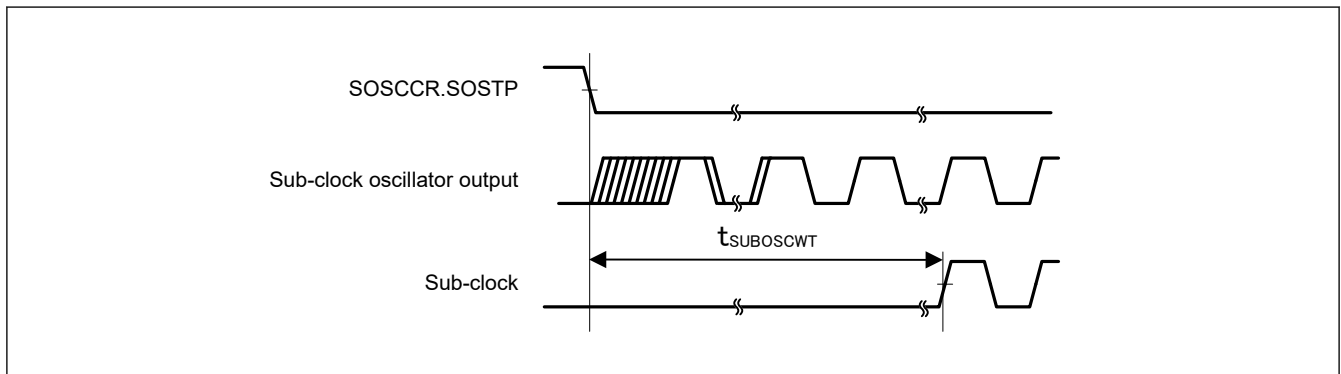 SOSCCR.SOSTP
Sub-clock oscillator output
tSUBOSCWT
Sub-clock